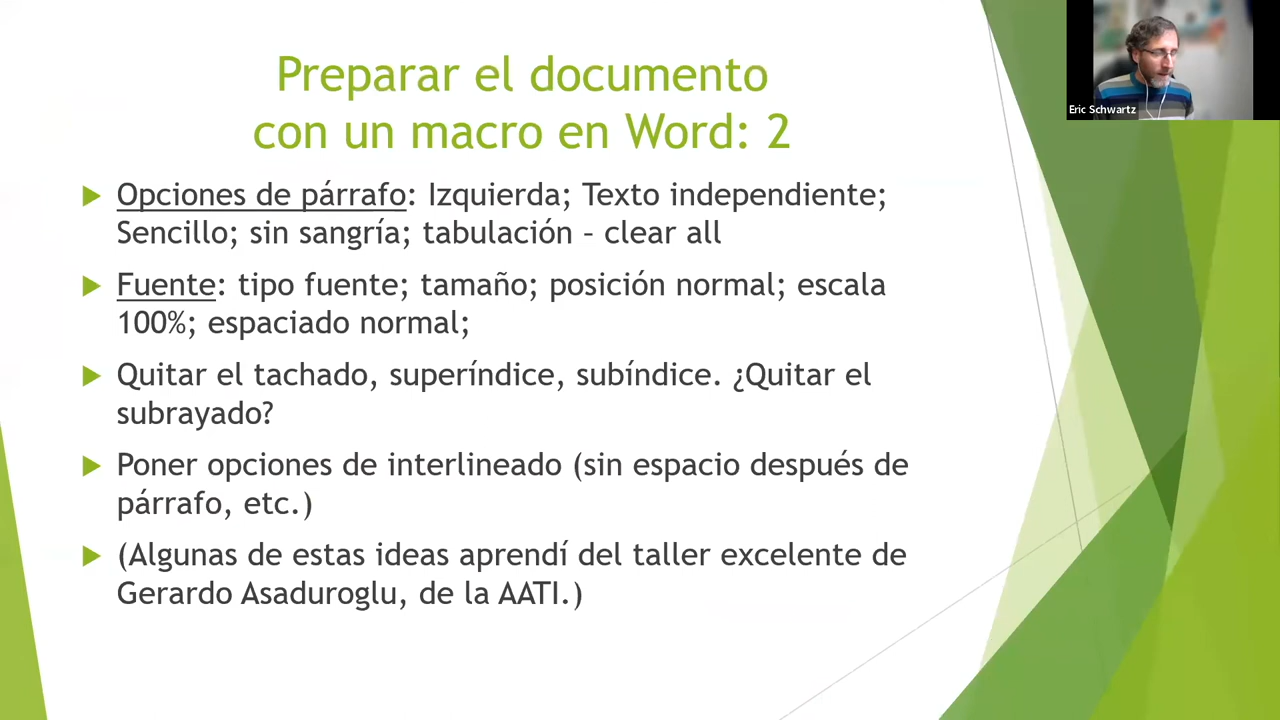 Preparar el documento
con un macro en Word: 2
Opciones de párrafo: Izquierda; Texto independiente;
Sencillo; sin sangría; tabulación – clear all
Fuente: tipo fuente; tamaño; posición normal; escala
100%; espaciado normal;
Quitar el tachado, superíndice, subíndice. ¿Quitar el
subrayado?
Poner opciones de interlineado (sin espacio después de
párrafo, etc.)
(Algunas de estas ideas aprendí del taller excelente de
Gerardo Asaduroglu, de la AATI.)
Eric Schwartz